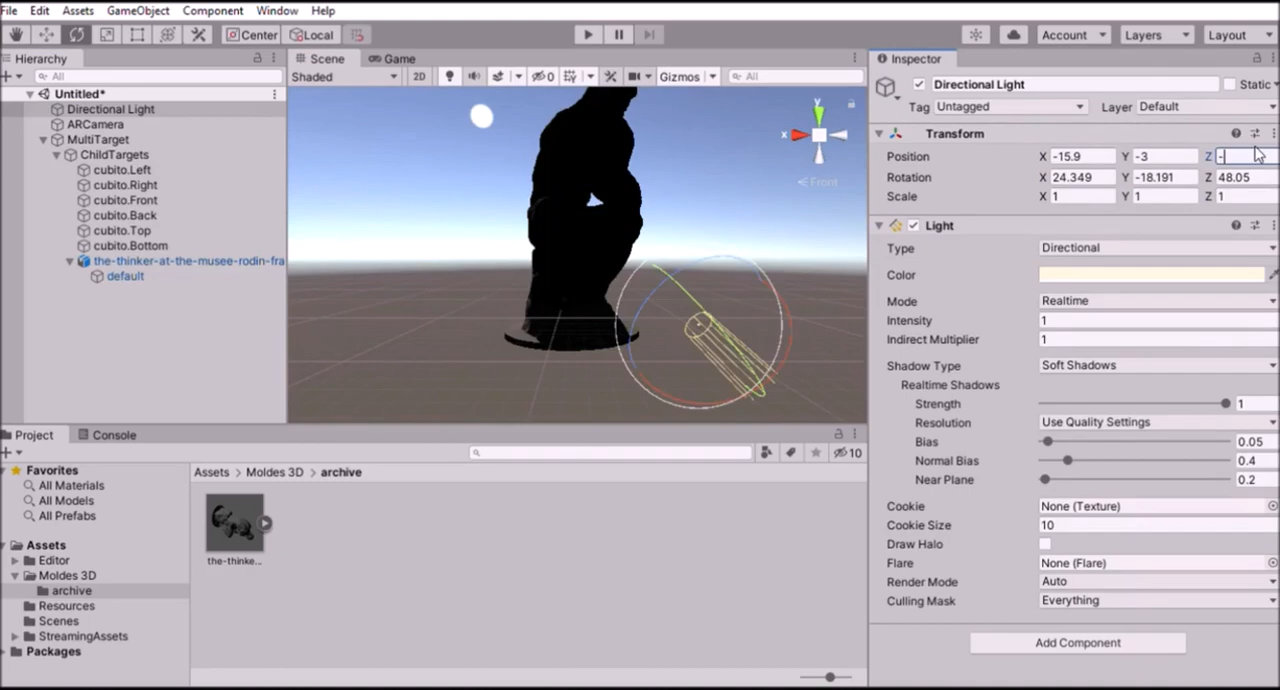 File Edit Assets GameObject Component Window Help
Center Local Account Layers Layout
Hierarchy
All
Untitled*
Directional Light
ARCamera
MultiTarget
ChildTargets
cubito.Left
cubito.Right
cubito.Front
cubito.Back
cubito.Top
cubito.Bottom
the-thinker-at-the-musee-rodin-fra
default
Scene Game
Shaded 2D 0 Gizmos All
y
x
Front
Inspector
Directional Light Static
Tag Untagged Layer Default
Transform
Position X -15.9 Y -3 Z -
Rotation X 24.349 Y -18.191 Z 48.05
Scale X 1 Y 1 Z 1
Light
Type Directional
Color
Mode Realtime
Intensity 1
Indirect Multiplier 1
Shadow Type Soft Shadows
Realtime Shadows
Strength 1
Resolution Use Quality Settings
Bias 0.05
Normal Bias 0.4
Near Plane 0.2
Cookie None (Texture)
Cookie Size 10
Draw Halo
Flare None (Flare)
Render Mode Auto
Culling Mask Everything
Add Component
Project Console
10
Favorites
All Materials
All Models
All Prefabs
Assets
Editor
Moldes 3D
archive
Resources
Scenes
StreamingAssets
Packages
Assets > Moldes 3D > archive
the-thinke...